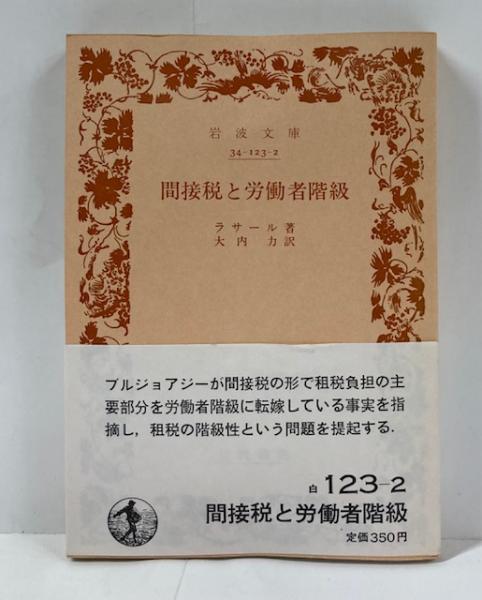 岩波文庫
34-123-2
間接税と労働者階級
ラサール著
大内力訳
ブルジョアジーが間接税の形で租税負担の主
要部分を労働者階級に転嫁している事実を指
摘し，租税の階級性という問題を提起する．
白 123-2
間接税と労働者階級
定価350円